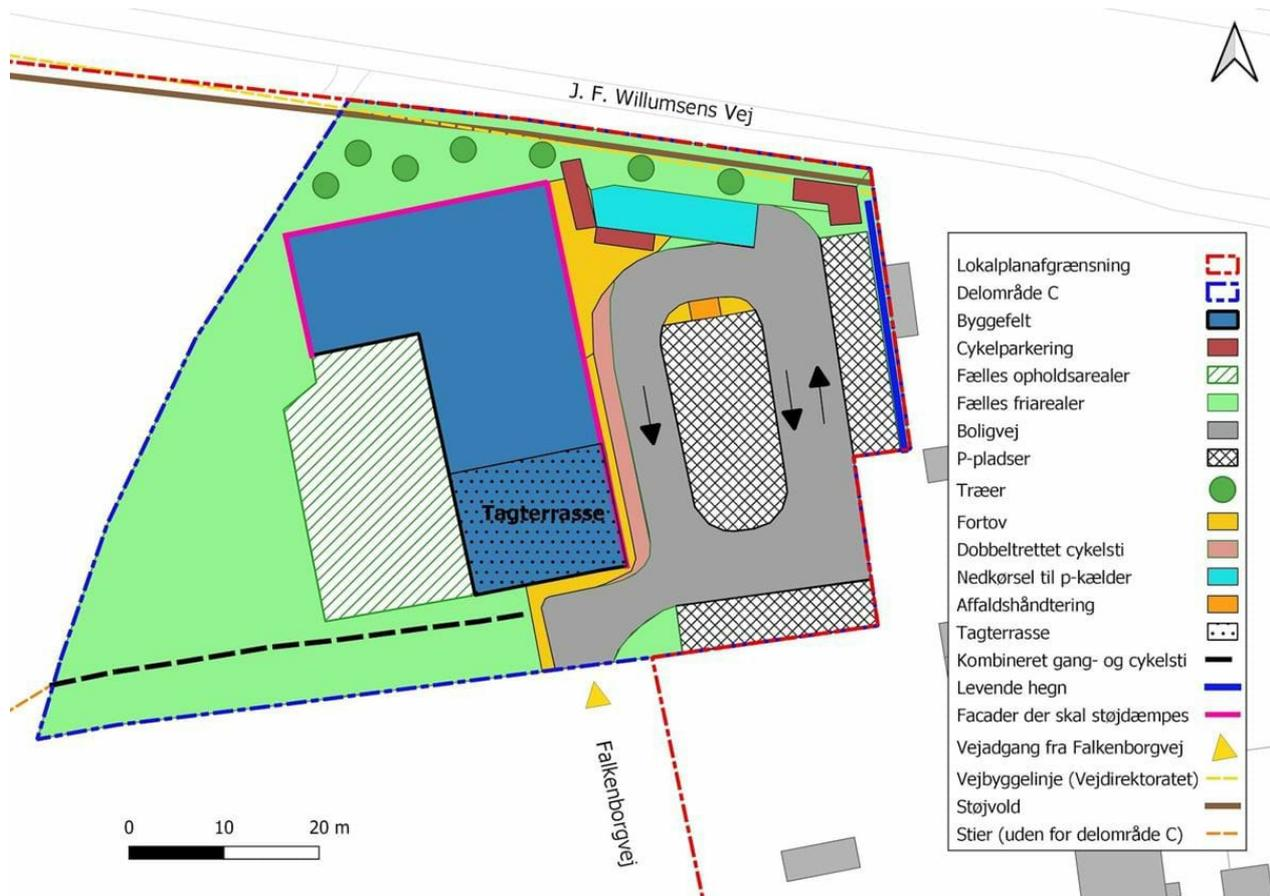 J. F. Willumsens Vej
Lokalplanafgrænsning
Delområde C
Byggefelt
Cykelparkering
Fælles opholdsarealer
Fælles friarealer
Boligvej
P-pladser
Træer
Fortov
Dobbeltrettet cykelsti
Nedkørsel til p-kælder
Affaldshåndtering
Tagterrasse
Kombineret gang- og cykelsti
Levende hegn
Facader der skal støjdæmpes
Vejadgang fra Falkenborgvej
Vejbyggelinje (Vejdirektoratet)
Støjvold
Stier (uden for delområde C)
Tagterrasse
Falkenborgvej
0 10 20 m